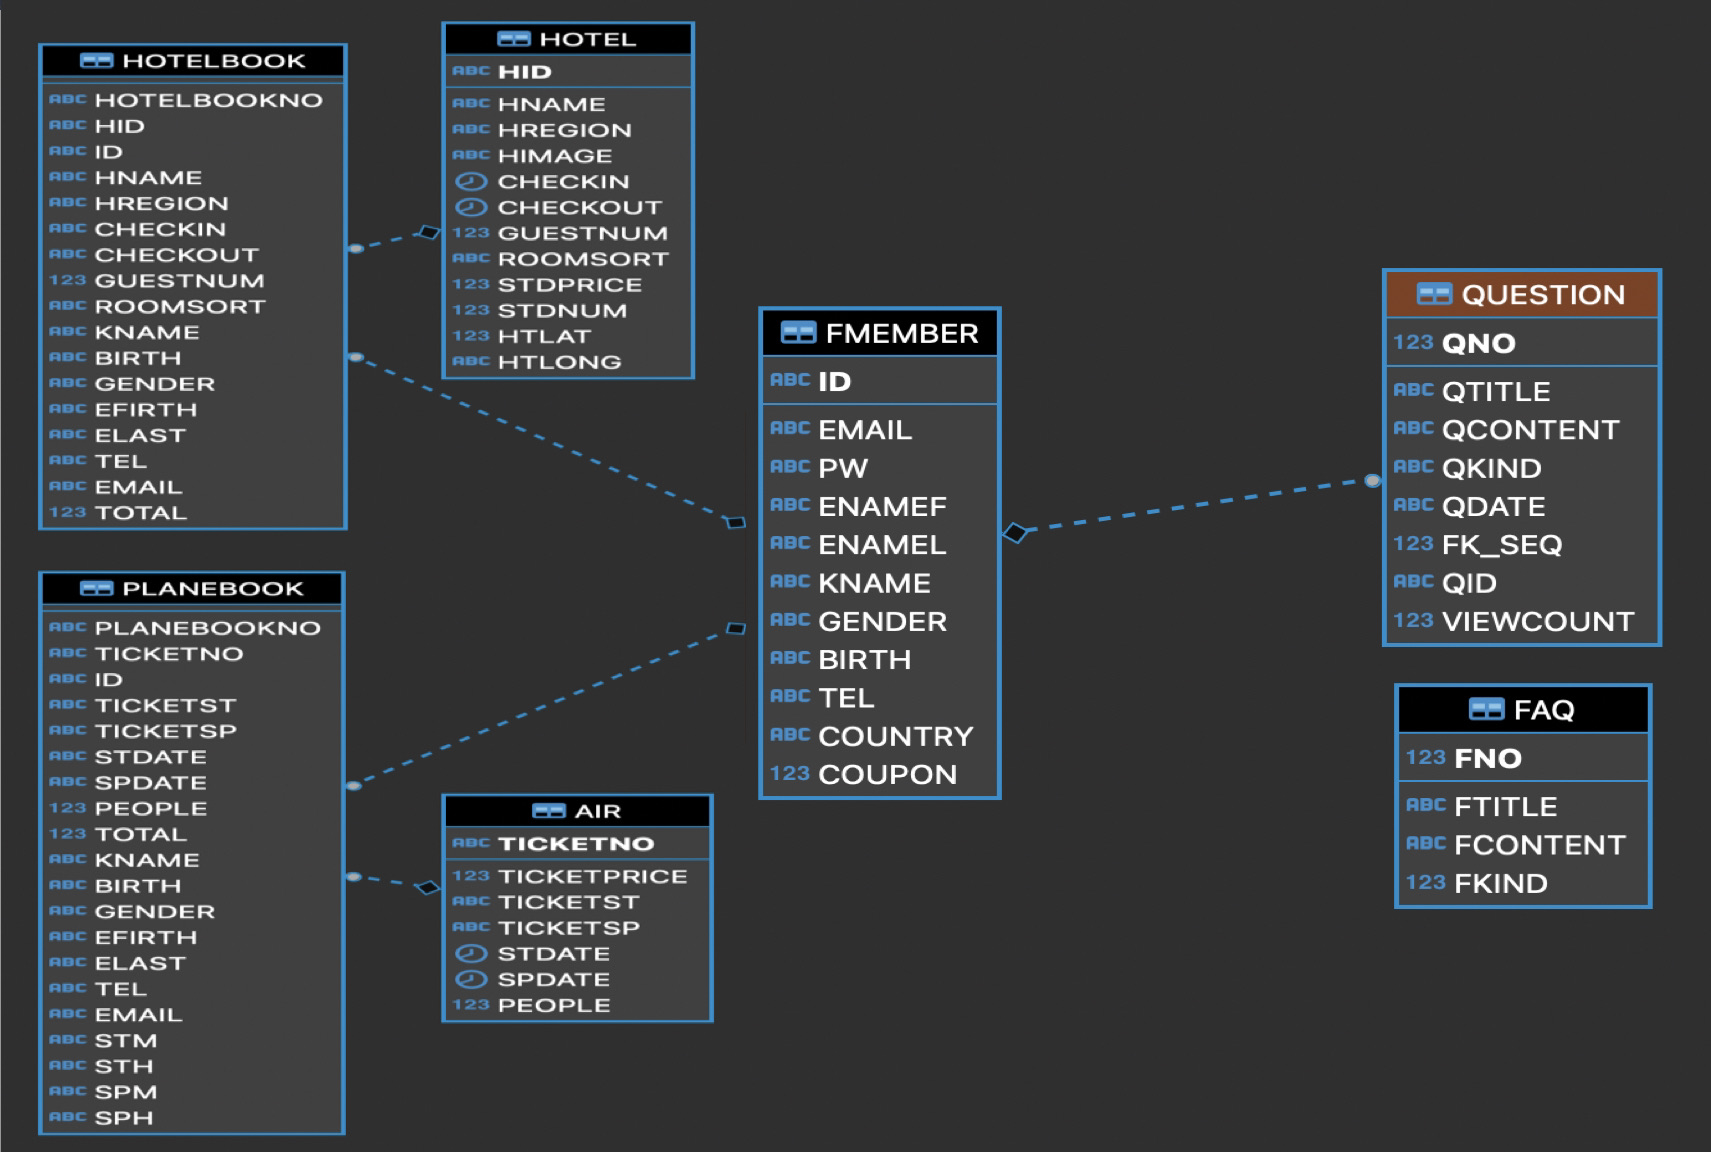 HOTELBOOK
ABC HOTELBOOKNO
ABC HID
ABC ID
ABC HNAME
ABC HREGION
ABC CHECKIN
ABC CHECKOUT
123 GUESTNUM
ABC ROOMSORT
ABC KNAME
ABC BIRTH
ABC GENDER
ABC EFIRTH
ABC ELAST
ABC TEL
ABC EMAIL
123 TOTAL
HOTEL
ABC HID
ABC HNAME
ABC HREGION
ABC HIMAGE
CHECKIN
CHECKOUT
123 GUESTNUM
ABC ROOMSORT
123 STDPRICE
123 STDNUM
123 HTLAT
ABC HTLONG
PLANEBOOK
ABC PLANEBOOKNO
ABC TICKETNO
ABC ID
ABC TICKETST
ABC TICKETSP
ABC STDATE
ABC SPDATE
123 PEOPLE
123 TOTAL
ABC KNAME
ABC BIRTH
ABC GENDER
ABC EFIRTH
ABC ELAST
ABC TEL
ABC EMAIL
ABC STM
ABC STH
ABC SPM
ABC SPH
AIR
ABC TICKETNO
123 TICKETPRICE
ABC TICKETST
ABC TICKETSP
STDATE
SPDATE
123 PEOPLE
FMEMBER
ABC ID
ABC EMAIL
ABC PW
ABC ENAMEF
ABC ENAMEL
ABC KNAME
ABC GENDER
ABC BIRTH
ABC TEL
ABC COUNTRY
123 COUPON
QUESTION
123 QNO
ABC QTITLE
ABC QCONTENT
ABC QKIND
ABC QDATE
123 FK_SEQ
ABC QID
123 VIEWCOUNT
FAQ
123 FNO
ABC FTITLE
ABC FCONTENT
123 FKIND